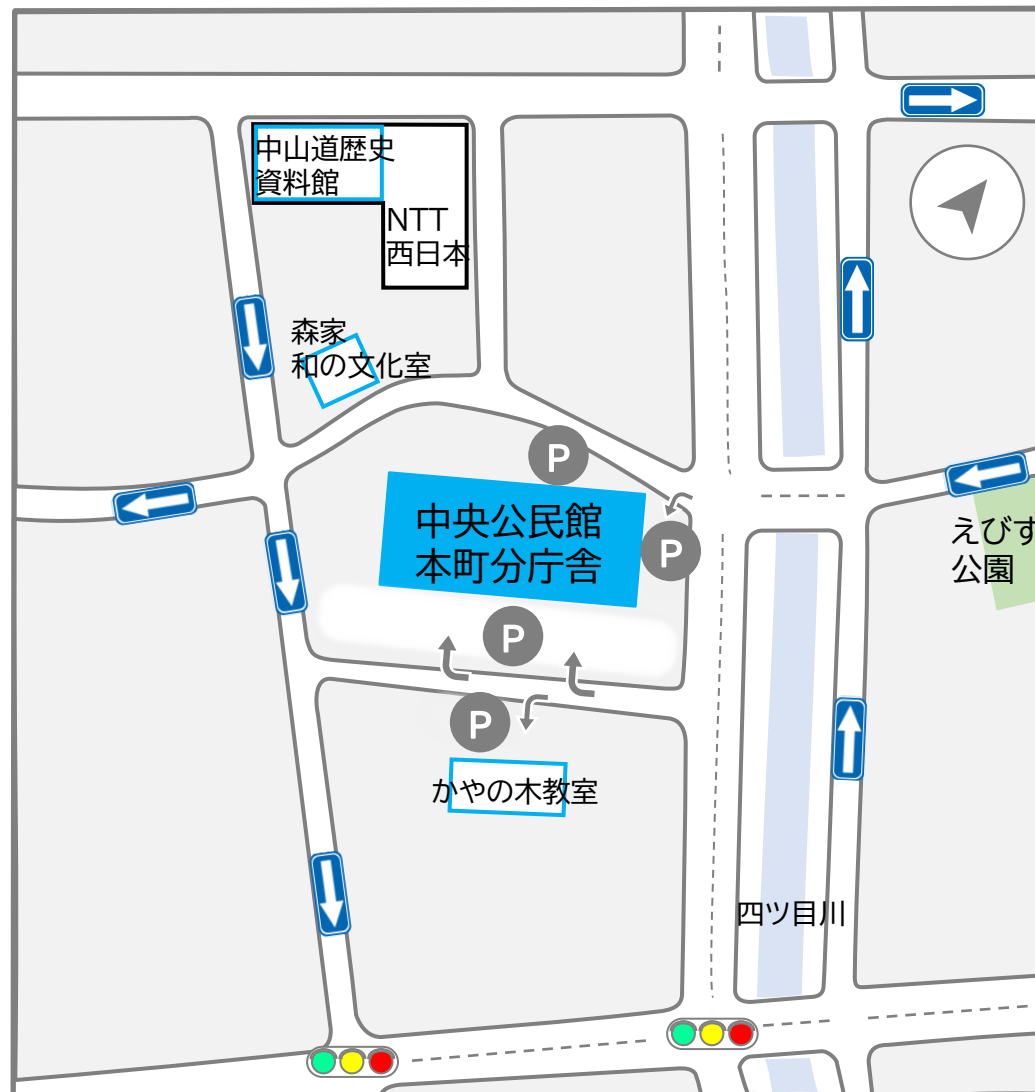 中山道歴史
資料館
NTT
西日本
森家
和の文化室
P
中央公民館
本町分庁舎
P
えびす
公園
P
P
かやの木教室
四ツ目川